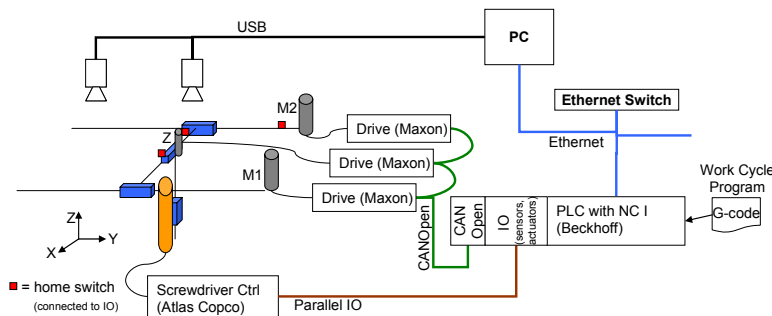 USB
PC
M2
Ethernet Switch
Z
Drive (Maxon)
Ethernet
M1
Drive (Maxon)
Work Cycle
Program
Drive (Maxon)
G-code
CANOpen
CAN
Open
IO
(sensors,
actuators)
PLC with NC I
(Beckhoff)
Z
Y
X
= home switch
(connected to IO)
Screwdriver Ctrl
(Atlas Copco)
Parallel IO